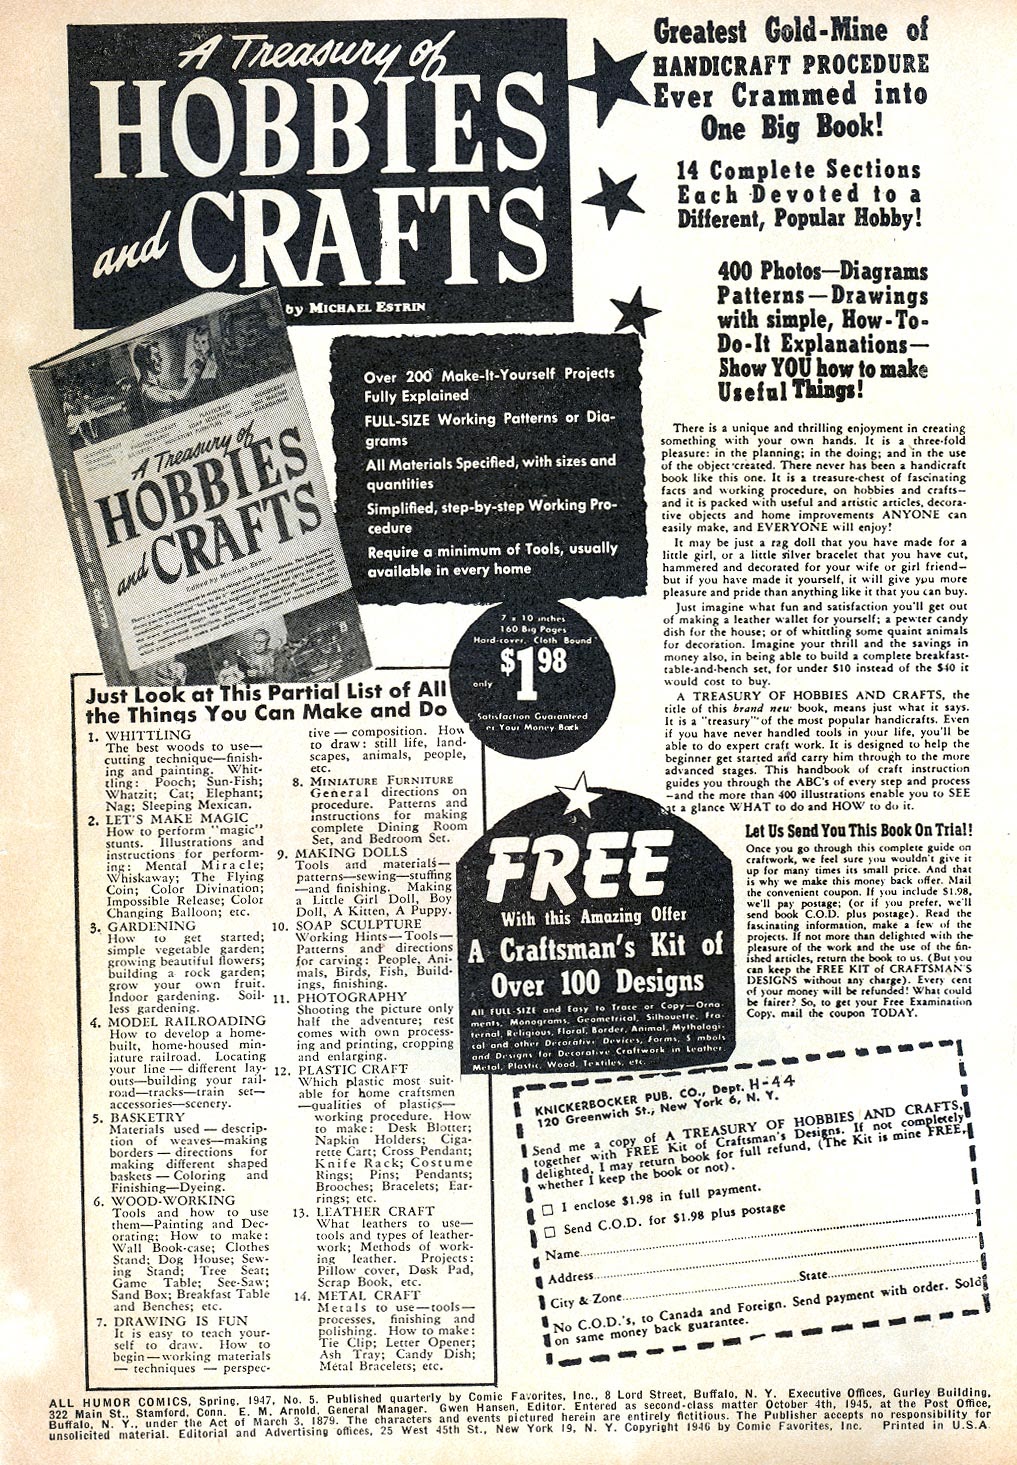 A Treasury of
HOBBIES
and CRAFTS
by MICHAEL ESTRIN
Greatest Gold-Mine of
HANDICRAFT PROCEDURE
Ever Crammed into
One Big Book!
14 Complete Sections
Each Devoted to a
Different, Popular Hobby!
400 Photos—Diagrams
Patterns—Drawings
with simple, How-To-
Do-It Explanations—
Show YOU how to make
Useful Things!
A Treasury of
HOBBIES
and CRAFTS
Edited by MICHAEL ESTRIN
Over 200 Make-It-Yourself Projects
Fully Explained
FULL-SIZE Working Patterns or Dia-
grams
All Materials Specified, with sizes and
quantities
Simplified, step-by-step Working Pro-
cedure
Require a minimum of Tools, usually
available in every home
7 x 10 inches
160 Big Pages
Hard-cover, Cloth Bound
only $1.98
Satisfaction Guaranteed
or Your Money Back
There is a unique and thrilling enjoyment in creating
something with your own hands. It is a three-fold
pleasure: in the planning; in the doing; and in the use
of the object created. There never has been a handicraft
book like this one. It is a treasure-chest of fascinating
facts and working procedure, on hobbies and crafts—
and it is packed with useful and artistic articles, decora-
tive objects and home improvements ANYONE can
easily make, and EVERYONE will enjoy!
It may be just a rag doll that you have made for a
little girl, or a little silver bracelet that you have cut,
hammered and decorated for your wife or girl friend—
but if you have made it yourself, it will give you more
pleasure and pride than anything like it that you can buy.
Just imagine what fun and satisfaction you'll get out
of making a leather wallet for yourself; a pewter candy
dish for the house; or of whittling some quaint animals
for decoration. Imagine your thrill and the savings in
money also, in being able to build a complete breakfast-
table-and-bench set, for under $10 instead of the $40 it
would cost to buy.
A TREASURY OF HOBBIES AND CRAFTS, the
title of this brand new book, means just what it says.
It is a "treasury" of the most popular handicrafts. Even
if you have never handled tools in your life, you'll be
able to do expert craft work. It is designed to help the
beginner get started and carry him through to the more
advanced stages. This handbook of craft instruction
guides you through the ABC's of every step and process
—and the more than 400 illustrations enable you to SEE
at a glance WHAT to do and HOW to do it.
Just Look at This Partial List of All
the Things You Can Make and Do
1. WHITTLING
The best woods to use—
cutting technique—finish-
ing and painting. Whit-
tling: Pooch; Sun-Fish;
Whatzit; Cat; Elephant;
Nag; Sleeping Mexican.
2. LET'S MAKE MAGIC
How to perform "magic"
stunts. Illustrations and
instructions for perform-
ing: Mental Miracle;
Whiskaway; The Flying
Coin; Color Divination;
Impossible Release; Color
Changing Balloon; etc.
3. GARDENING
How to get started;
simple vegetable garden;
growing beautiful flowers;
building a rock garden;
grow your own fruit.
Indoor gardening. Soil-
less gardening.
4. MODEL RAILROADING
How to develop a home-
built, home-housed min-
iature railroad. Locating
your line — different lay-
outs—building your rail-
road—tracks—train set—
accessories—scenery.
5. BASKETRY
Materials used — descrip-
tion of weaves—making
borders — directions for
making different shaped
baskets — Coloring and
Finishing—Dyeing.
6. WOOD-WORKING
Tools and how to use
them—Painting and Dec-
orating; How to make:
Wall Book-case; Clothes
Stand; Dog House; Sew-
ing Stand; Tree Seat;
Game Table; See-Saw;
Sand Box; Breakfast Table
and Benches; etc.
7. DRAWING IS FUN
It is easy to teach your-
self to draw. How to
begin—working materials
— techniques — perspec-
tive — composition. How
to draw: still life, land-
scapes, animals, people,
etc.
8. MINIATURE FURNITURE
General directions on
procedure. Patterns and
instructions for making
complete Dining Room
Set, and Bedroom Set.
9. MAKING DOLLS
Tools and materials—
patterns—sewing—stuffing
—and finishing. Making
a Little Girl Doll, Boy
Doll, A Kitten, A Puppy.
10. SOAP SCULPTURE
Working Hints—Tools—
Patterns and directions
for carving: People, Ani-
mals, Birds, Fish, Build-
ings, finishing.
11. PHOTOGRAPHY
Shooting the picture only
half the adventure; rest
comes with own process-
ing and printing, cropping
and enlarging.
12. PLASTIC CRAFT
Which plastic most suit-
able for home craftsmen
—qualities of plastics—
working procedure. How
to make: Desk Blotter;
Napkin Holders; Ciga-
rette Cart; Cross Pendant;
Knife Rack; Costume
Rings; Pins; Pendants;
Brooches; Bracelets; Ear-
rings; etc.
13. LEATHER CRAFT
What leathers to use—
tools and types of leather-
work; Methods of work-
ing leather. Projects:
Pillow cover, Desk Pad,
Scrap Book, etc.
14. METAL CRAFT
Metals to use—tools—
processes, finishing and
polishing. How to make:
Tie Clip; Letter Opener;
Ash Tray; Candy Dish;
Metal Bracelets; etc.
FREE
With this Amazing Offer
A Craftsman's Kit of
Over 100 Designs
All FULL-SIZE and Easy to Trace or Copy—Orna-
ments, Monograms, Geometrical, Silhouette, Fra-
ternal, Religious, Floral, Border, Animal, Mythologi-
cal and other Decorative Devices, Forms, Symbols
and Designs for Decorative Craftwork in Leather,
Metal, Plastic, Wood, Textiles, etc.
Let Us Send You This Book On Trial!
Once you go through this complete guide on
craftwork, we feel sure you wouldn't give it
up for many times its small price. And that
is why we make this money back offer. Mail
the convenient coupon. If you include $1.98,
we'll pay postage; (or if you prefer, we'll
send book C.O.D. plus postage). Read the
fascinating information, make a few of the
projects. If not more than delighted with the
pleasure of the work and the use of the fin-
ished articles, return the book to us. (But you
can keep the FREE KIT of CRAFTSMAN'S
DESIGNS without any charge). Every cent
of your money will be refunded! What could
be fairer? So, to get your Free Examination
Copy, mail the coupon TODAY.
KNICKERBOCKER PUB. CO., Dept. H-44
120 Greenwich St., New York 6, N. Y.
Send me a copy of A TREASURY OF HOBBIES AND CRAFTS,
together with FREE Kit of Craftsman's Designs. If not completely
delighted, I may return book for full refund, (The Kit is mine FREE,
whether I keep the book or not).
I enclose $1.98 in full payment.
Send C.O.D. for $1.98 plus postage
Name
Address
City & Zone State
No C.O.D.'s, to Canada and Foreign. Send payment with order. Sold
on same money back guarantee.
ALL HUMOR COMICS, Spring, 1947, No. 5. Published quarterly by Comic Favorites, Inc., 8 Lord Street, Buffalo, N. Y. Executive Offices, Gurley Building,
322 Main St., Stamford, Conn. E. M. Arnold, General Manager. Gwen Hansen, Editor. Entered as second-class matter October 4th, 1945, at the Post Office,
Buffalo, N. Y., under the Act of March 3, 1879. The characters and events pictured herein are entirely fictitious. The Publisher accepts no responsibility for
unsolicited material. Editorial and Advertising offices, 25 West 45th St., New York 19, N. Y. Copyright 1946 by Comic Favorites, Inc. Printed in U.S.A.